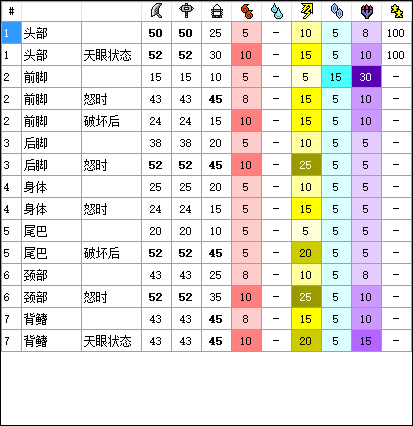 #
1 头部 50 50 25 5 – 10 5 8 100
1 头部 天眼状态 52 52 30 10 – 15 5 10 100
2 前脚 15 15 10 5 – 5 15 30 –
2 前脚 怒时 43 43 45 8 – 15 5 10 –
2 前脚 破坏后 24 24 15 10 – 15 5 10 –
3 后脚 38 38 20 5 – 10 5 5 –
3 后脚 怒时 52 52 45 10 – 25 5 5 –
4 身体 25 25 20 5 – 10 5 5 –
4 身体 怒时 24 24 15 5 – 15 5 5 –
5 尾巴 20 20 10 5 – 5 5 5 –
5 尾巴 破坏后 52 52 45 5 – 20 5 5 –
6 颈部 43 43 25 8 – 10 5 8 –
6 颈部 怒时 52 52 35 10 – 25 5 10 –
7 背鳍 43 43 45 8 – 15 5 10 –
7 背鳍 天眼状态 43 43 45 10 – 20 5 15 –